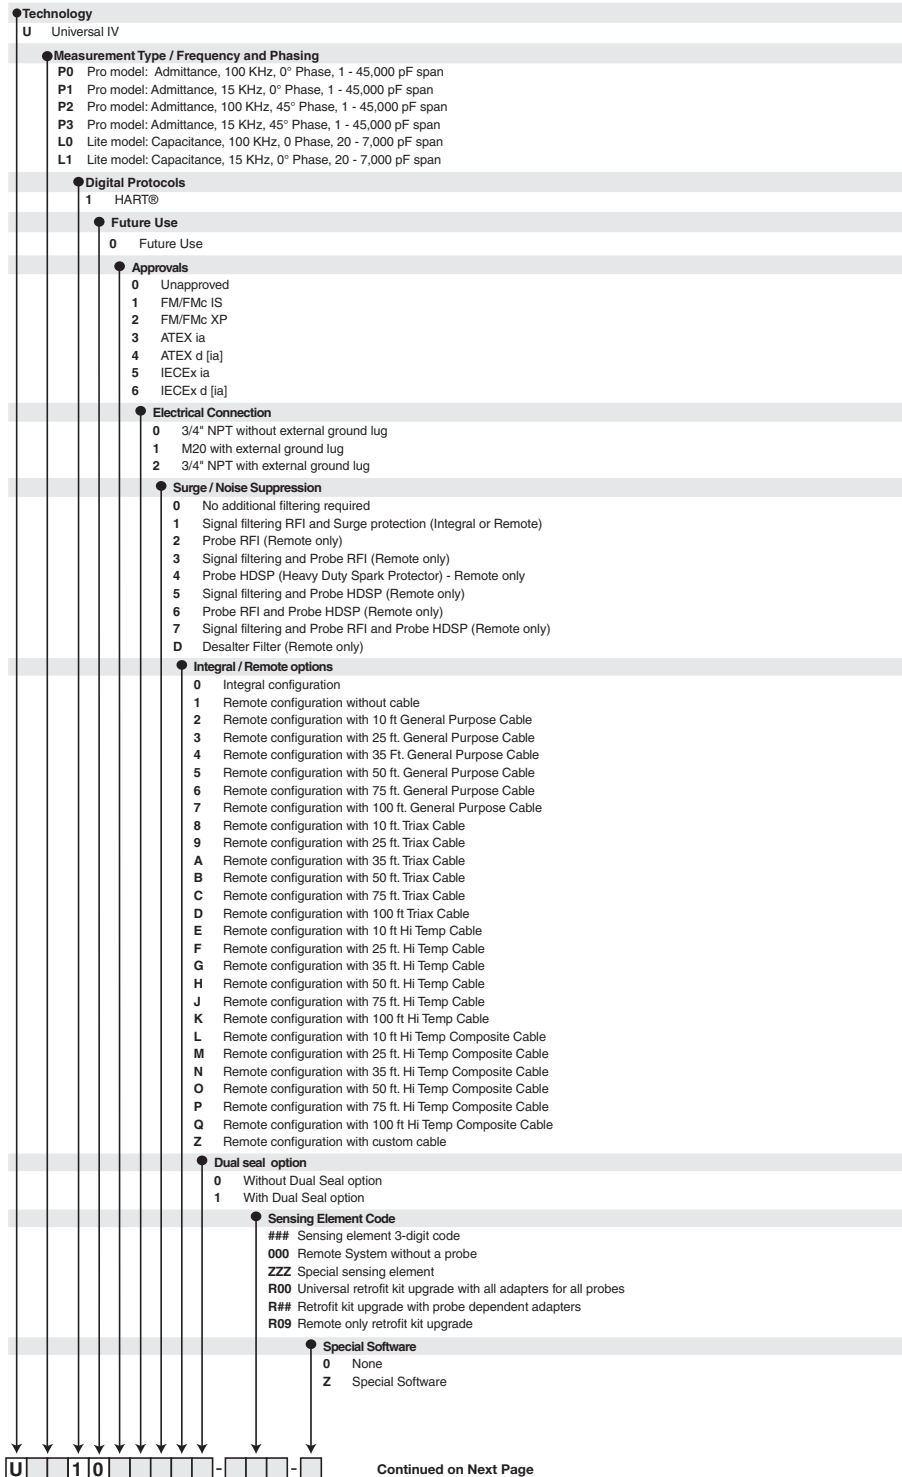 Technology
U Universal IV
Measurement Type / Frequency and Phasing
P0 Pro model: Admittance, 100 KHz, 0° Phase, 1 - 45,000 pF span
P1 Pro model: Admittance, 15 KHz, 0° Phase, 1 - 45,000 pF span
P2 Pro model: Admittance, 100 KHz, 45° Phase, 1 - 45,000 pF span
P3 Pro model: Admittance, 15 KHz, 45° Phase, 1 - 45,000 pF span
L0 Lite model: Capacitance, 100 KHz, 0 Phase, 20 - 7,000 pF span
L1 Lite model: Capacitance, 15 KHz, 0° Phase, 20 - 7,000 pF span
Digital Protocols
1 HART®
Future Use
0 Future Use
Approvals
0 Unapproved
1 FM/FMc IS
2 FM/FMc XP
3 ATEX ia
4 ATEX d [ia]
5 IECEx ia
6 IECEx d [ia]
Electrical Connection
0 3/4" NPT without external ground lug
1 M20 with external ground lug
2 3/4" NPT with external ground lug
Surge / Noise Suppression
0 No additional filtering required
1 Signal filtering RFI and Surge protection (Integral or Remote)
2 Probe RFI (Remote only)
3 Signal filtering and Probe RFI (Remote only)
4 Probe HDSP (Heavy Duty Spark Protector) - Remote only
5 Signal filtering and Probe HDSP (Remote only)
6 Probe RFI and Probe HDSP (Remote only)
7 Signal filtering and Probe RFI and Probe HDSP (Remote only)
D Desalter Filter (Remote only)
Integral / Remote options
0 Integral configuration
1 Remote configuration without cable
2 Remote configuration with 10 ft General Purpose Cable
3 Remote configuration with 25 ft. General Purpose Cable
4 Remote configuration with 35 Ft. General Purpose Cable
5 Remote configuration with 50 ft. General Purpose Cable
6 Remote configuration with 75 ft. General Purpose Cable
7 Remote configuration with 100 ft. General Purpose Cable
8 Remote configuration with 10 ft. Triax Cable
9 Remote configuration with 25 ft. Triax Cable
A Remote configuration with 35 ft. Triax Cable
B Remote configuration with 50 ft. Triax Cable
C Remote configuration with 75 ft. Triax Cable
D Remote configuration with 100 ft Triax Cable
E Remote configuration with 10 ft Hi Temp Cable
F Remote configuration with 25 ft. Hi Temp Cable
G Remote configuration with 35 ft. Hi Temp Cable
H Remote configuration with 50 ft. Hi Temp Cable
J Remote configuration with 75 ft. Hi Temp Cable
K Remote configuration with 100 ft Hi Temp Cable
L Remote configuration with 10 ft Hi Temp Composite Cable
M Remote configuration with 25 ft. Hi Temp Composite Cable
N Remote configuration with 35 ft. Hi Temp Composite Cable
O Remote configuration with 50 ft. Hi Temp Composite Cable
P Remote configuration with 75 ft. Hi Temp Composite Cable
Q Remote configuration with 100 ft Hi Temp Composite Cable
Z Remote configuration with custom cable
Dual seal option
0 Without Dual Seal option
1 With Dual Seal option
Sensing Element Code
### Sensing element 3-digit code
000 Remote System without a probe
ZZZ Special sensing element
R00 Universal retrofit kit upgrade with all adapters for all probes
R## Retrofit kit upgrade with probe dependent adapters
R09 Remote only retrofit kit upgrade
Special Software
0 None
Z Special Software
U 1 0 - - Continued on Next Page